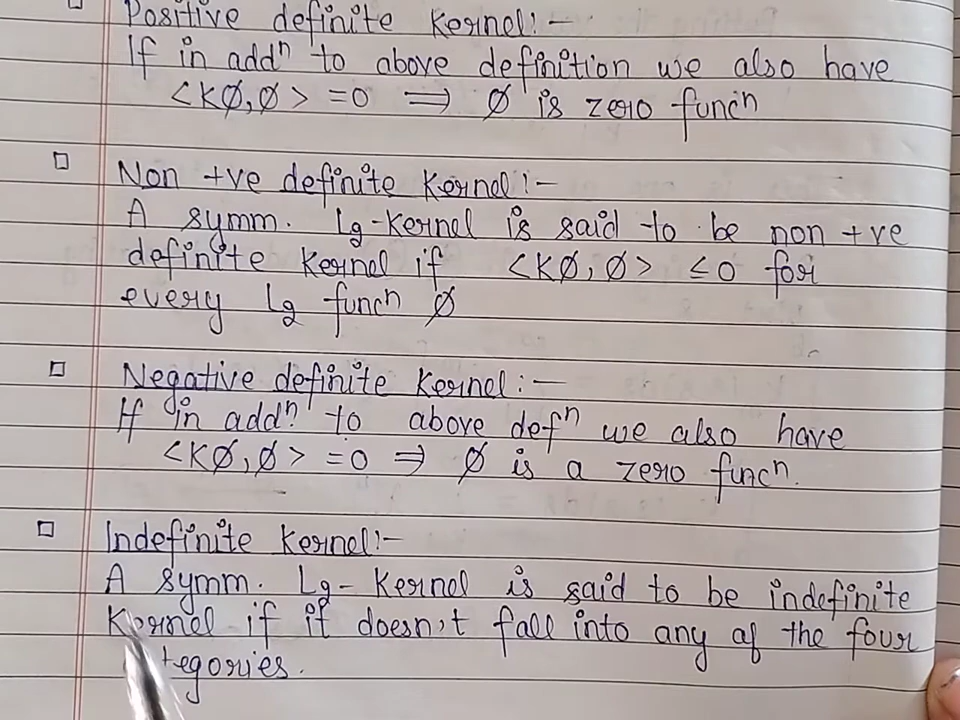 Positive definite Kernel:-
If in addⁿ to above definition we also have
<Kø,ø> =0 ⟹ ø is zero funcⁿ
Non +ve definite Kernel:-
A symm. Lg-Kernel is said to be non +ve
definite Kernel if <Kø,ø> ≤0 for
every Lg funcⁿ ø
Negative definite Kernel:-
If in addⁿ to above defⁿ we also have
<Kø,ø> =0 ⇒ ø is a zero funcⁿ.
Indefinite Kernel:-
A symm. Lg-Kernel is said to be indefinite
Kernel if it doesn't fall into any of the four
tegories.